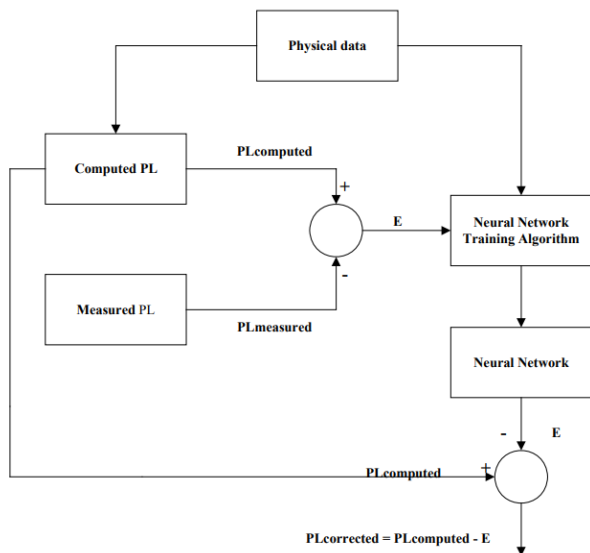 Physical data
PLcomputed
Computed PL
+
E
Neural Network
Training Algorithm
-
Measured PL
PLmeasured
Neural Network
-
E
PLcomputed
+
PLcorrected = PLcomputed - E